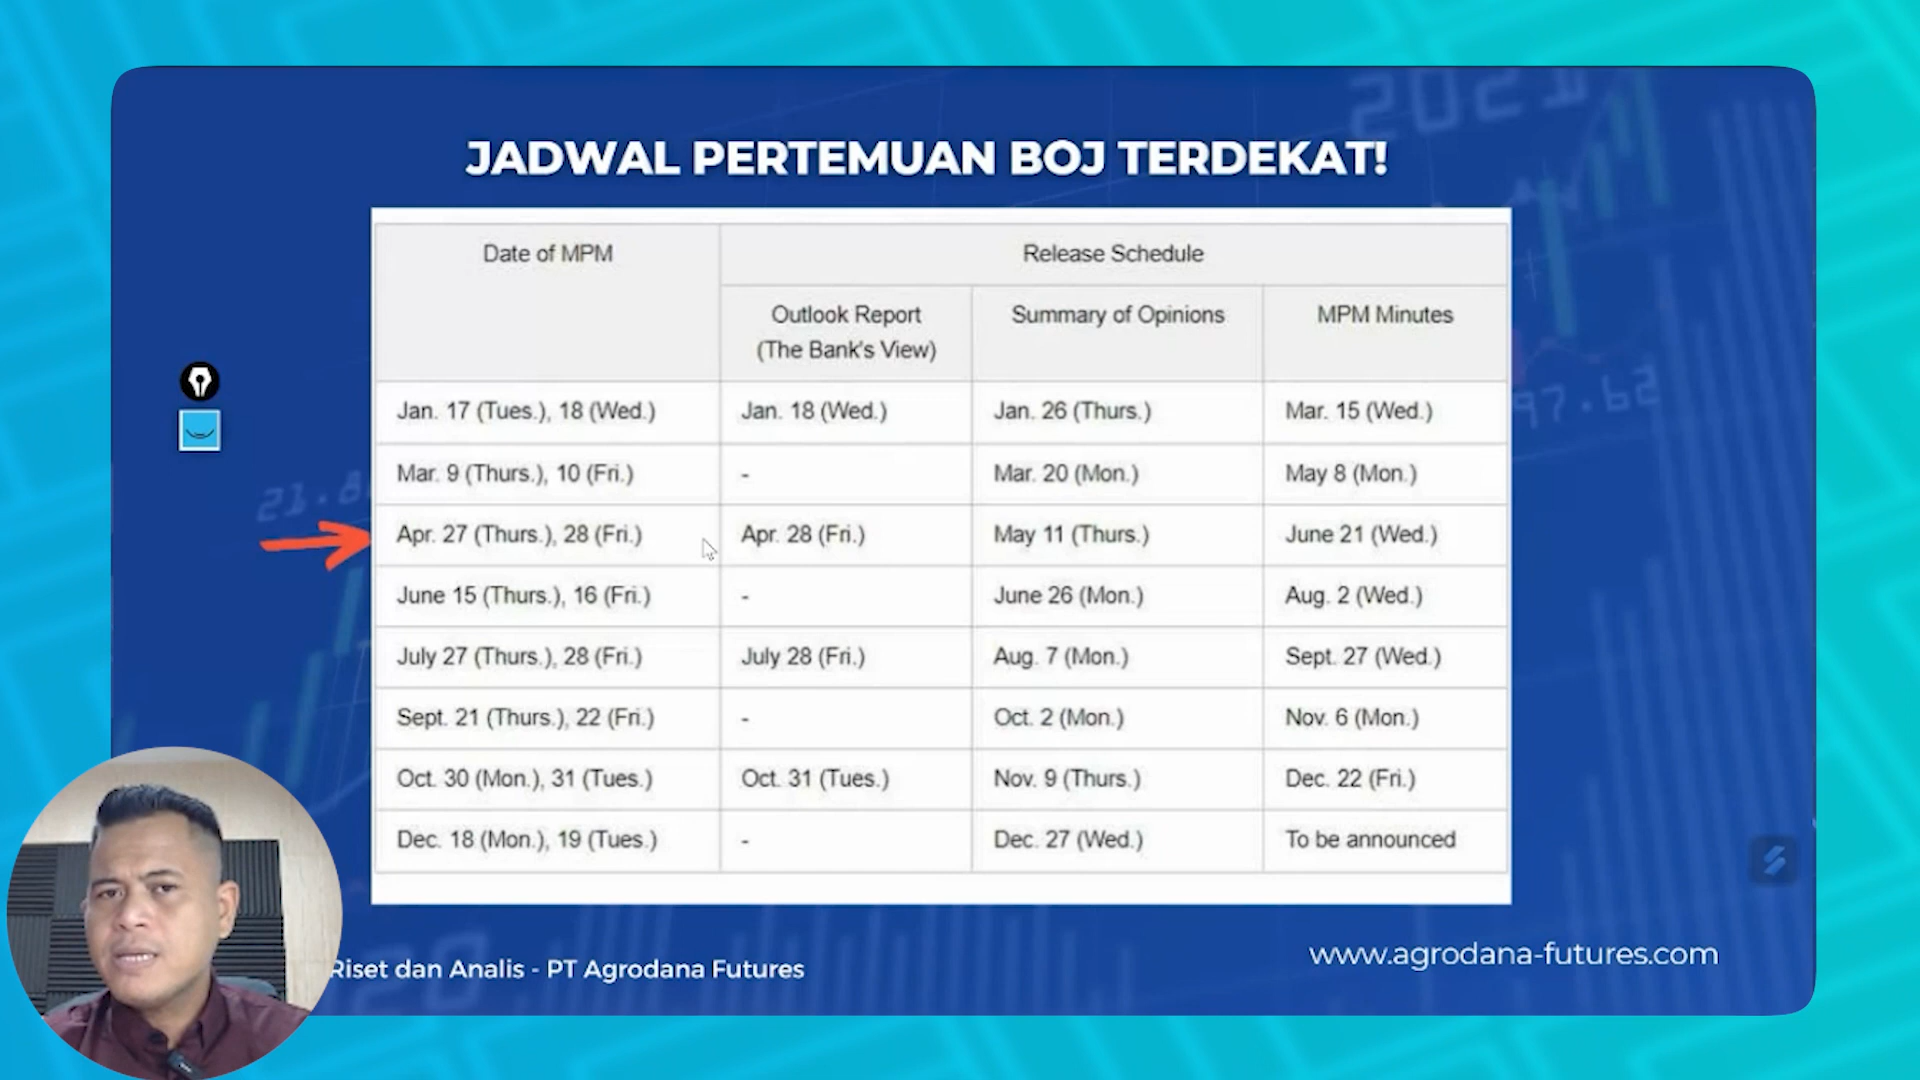 JADWAL PERTEMUAN BOJ TERDEKAT!
Date of MPM
Release Schedule
Outlook Report
(The Bank's View)
Summary of Opinions
MPM Minutes
Jan. 17 (Tues.), 18 (Wed.)
Jan. 18 (Wed.)
Jan. 26 (Thurs.)
Mar. 15 (Wed.)
Mar. 9 (Thurs.), 10 (Fri.)
-
Mar. 20 (Mon.)
May 8 (Mon.)
Apr. 27 (Thurs.), 28 (Fri.)
Apr. 28 (Fri.)
May 11 (Thurs.)
June 21 (Wed.)
June 15 (Thurs.), 16 (Fri.)
-
June 26 (Mon.)
Aug. 2 (Wed.)
July 27 (Thurs.), 28 (Fri.)
July 28 (Fri.)
Aug. 7 (Mon.)
Sept. 27 (Wed.)
Sept. 21 (Thurs.), 22 (Fri.)
-
Oct. 2 (Mon.)
Nov. 6 (Mon.)
Oct. 30 (Mon.), 31 (Tues.)
Oct. 31 (Tues.)
Nov. 9 (Thurs.)
Dec. 22 (Fri.)
Dec. 18 (Mon.), 19 (Tues.)
-
Dec. 27 (Wed.)
To be announced
97.62
Riset dan Analis - PT Agrodana Futures
www.agrodana-futures.com